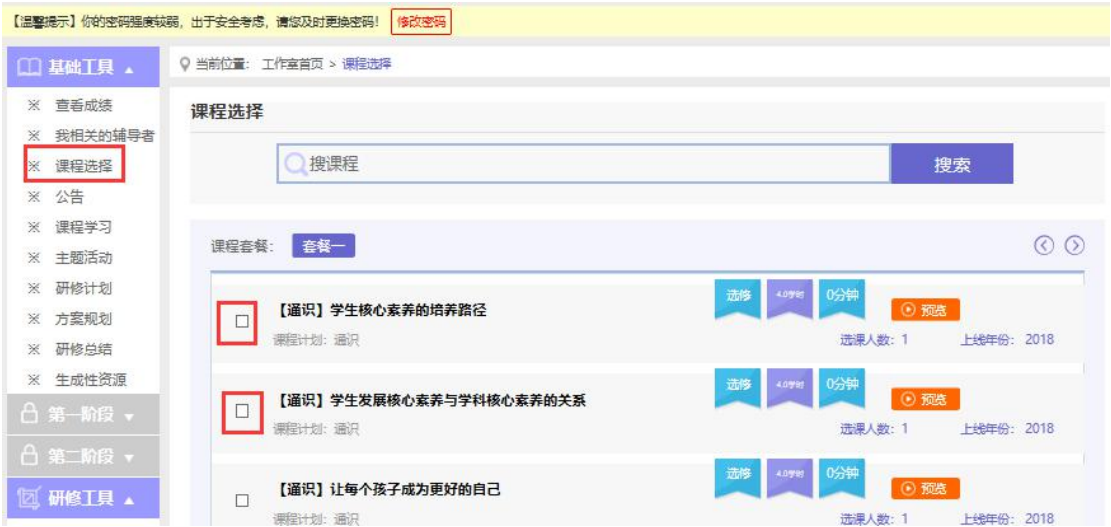 【温馨提示】你的密码强度较弱，出于安全考虑，请您及时更换密码！ 修改密码
基础工具
当前位置： 工作室首页 > 课程选择
※ 查看成绩
※ 我相关的辅导者
※ 课程选择
※ 公告
※ 课程学习
※ 主题活动
※ 研修计划
※ 方案规划
※ 研修总结
※ 生成性资源
第一阶段
第二阶段
研修工具
课程选择
搜课程 搜索
课程套餐： 套餐一
【通识】学生核心素养的培养路径 选修 4.0学时 0分钟 预览
课程计划：通识 选课人数：1 上线年份：2018
【通识】学生发展核心素养与学科核心素养的关系 选修 4.0学时 0分钟 预览
课程计划：通识 选课人数：1 上线年份：2018
【通识】让每个孩子成为更好的自己 选修 4.0学时 0分钟 预览
课程计划：通识 选课人数：1 上线年份：2018